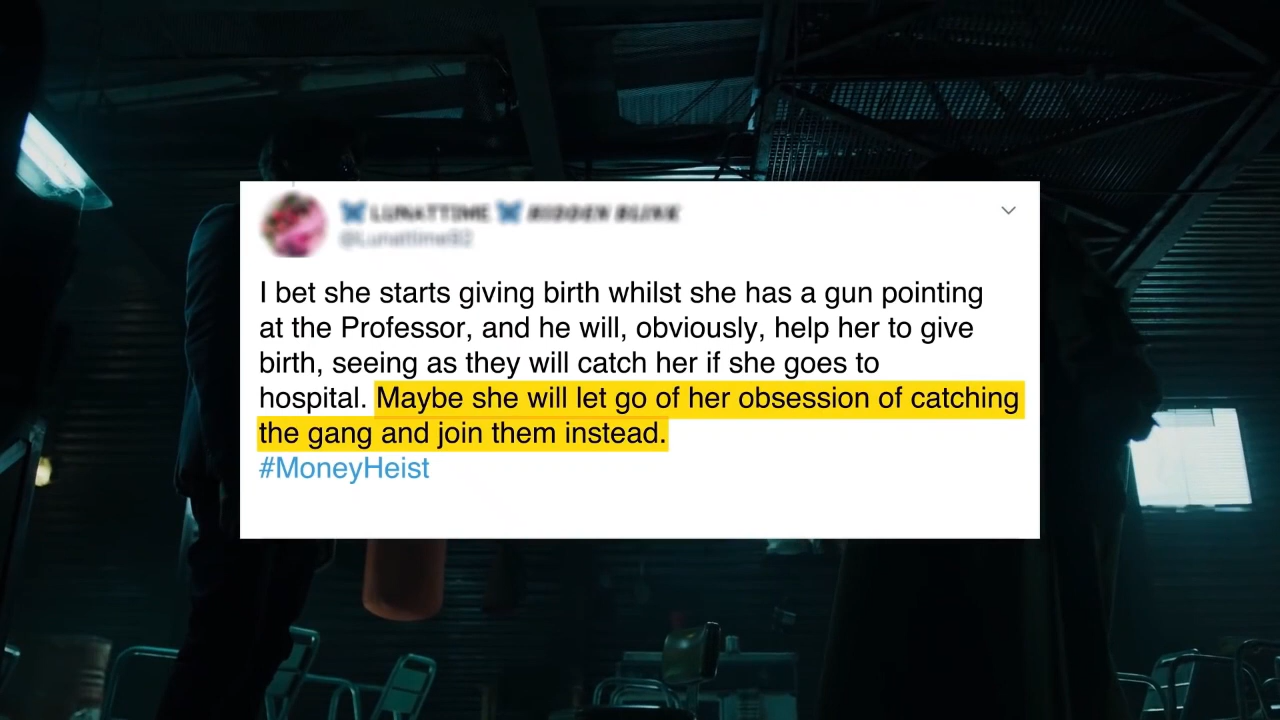 I bet she starts giving birth whilst she has a gun pointing
at the Professor, and he will, obviously, help her to give
birth, seeing as they will catch her if she goes to
hospital. Maybe she will let go of her obsession of catching
the gang and join them instead.
#MoneyHeist